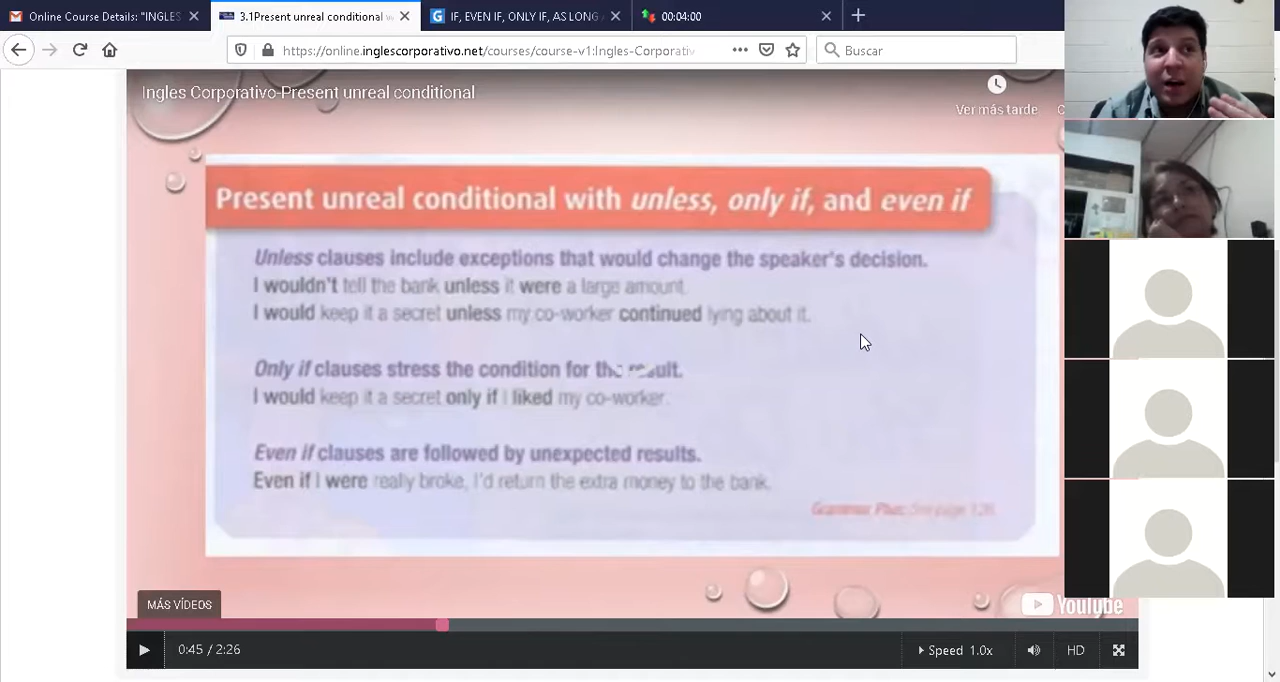 Online Course Details: "INGLES
3.1Present unreal conditional w
IF, EVEN IF, ONLY IF, AS LONG A
00:04:00
https://online.inglescorporativo.net/courses/course-v1:Ingles-Corporativ
Buscar
Ingles Corporativo-Present unreal conditional
Ver más tarde
C
Present unreal conditional with unless, only if, and even if
Unless clauses include exceptions that would change the speaker's decision.
I wouldn't tell the bank unless it were a large amount.
I would keep it a secret unless my co-worker continued lying about it.
Only if clauses stress the condition for the result.
I would keep it a secret only if I liked my co-worker.
Even if clauses are followed by unexpected results.
Even if I were really broke, I'd return the extra money to the bank.
Grammar Plus: See page
MÁS VÍDEOS
YouTube
0:45 / 2:26
Speed 1.0x
HD